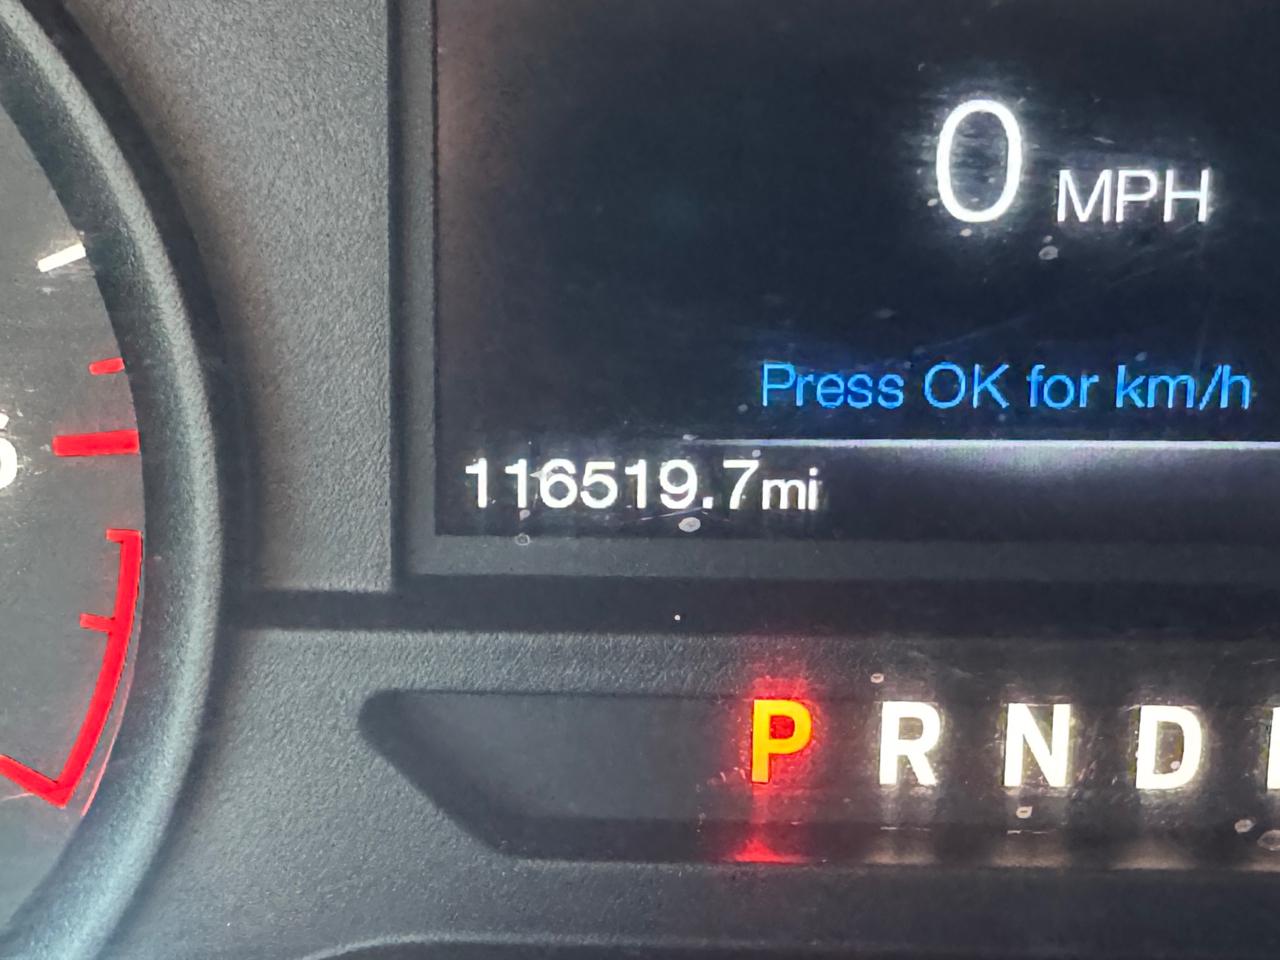 0 MPH
Press OK for km/h
116519.7mi
P R N D